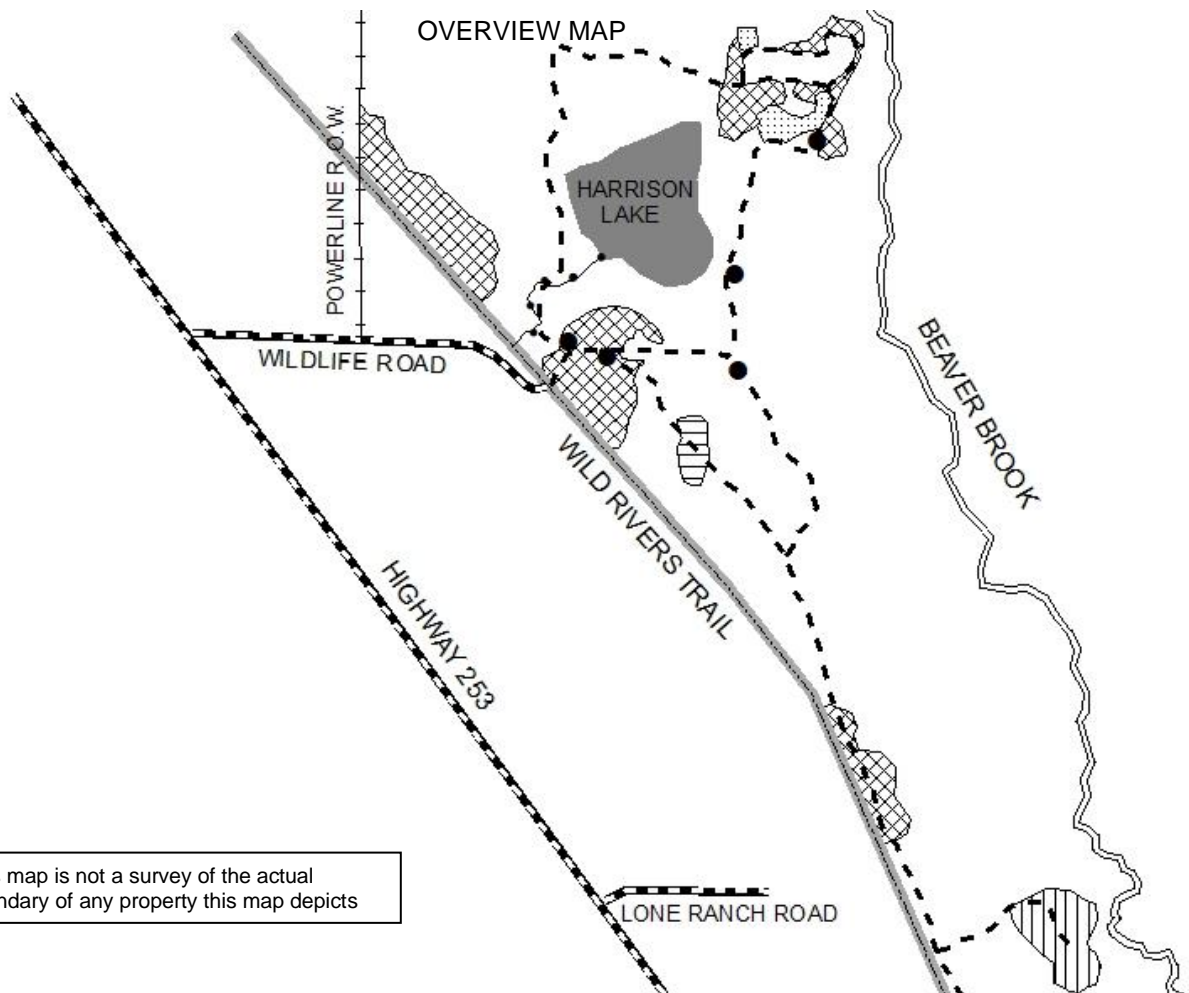 OVERVIEW MAP
POWERLINE R.O.W.
HARRISON
LAKE
WILDLIFE ROAD
BEAVER BROOK
WILD RIVERS TRAIL
HIGHWAY 253
map is not a survey of the actual
ndary of any property this map depicts
LONE RANCH ROAD